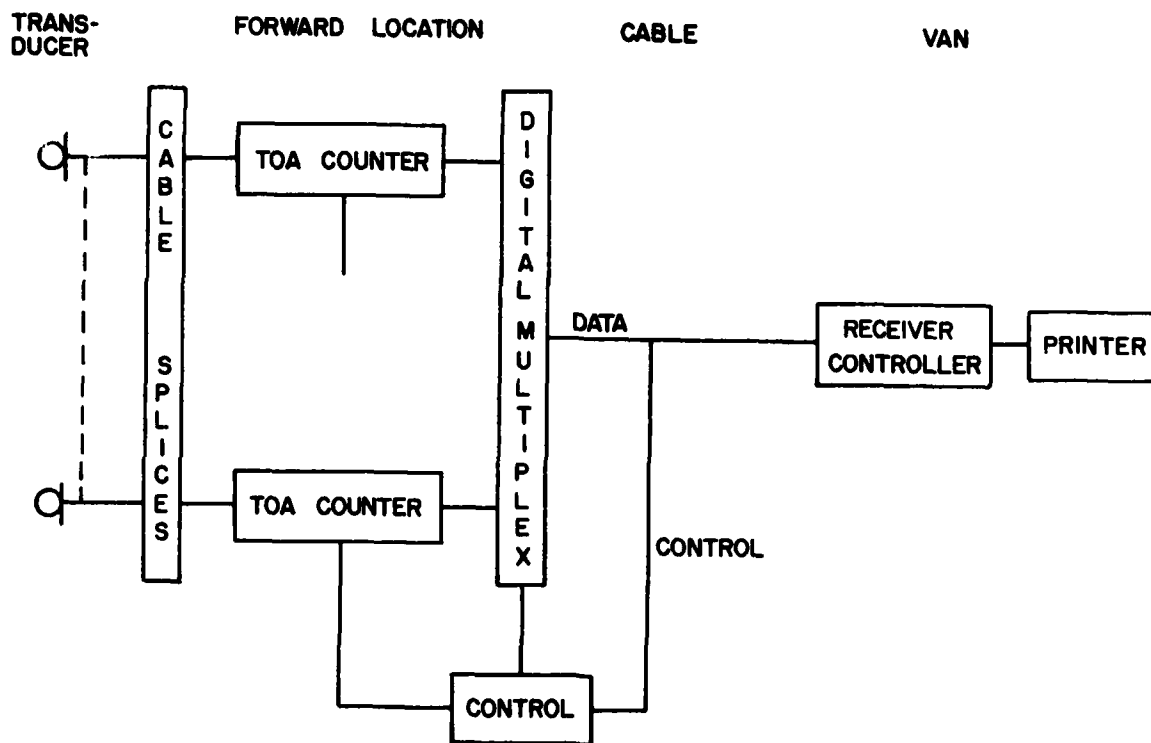 TRANS-
DUCER
FORWARD LOCATION
CABLE
VAN
CABLE SPLICES
TOA COUNTER
DIGITAL MULTIPLEX
DATA
RECEIVER
CONTROLLER
PRINTER
TOA COUNTER
CONTROL
CONTROL